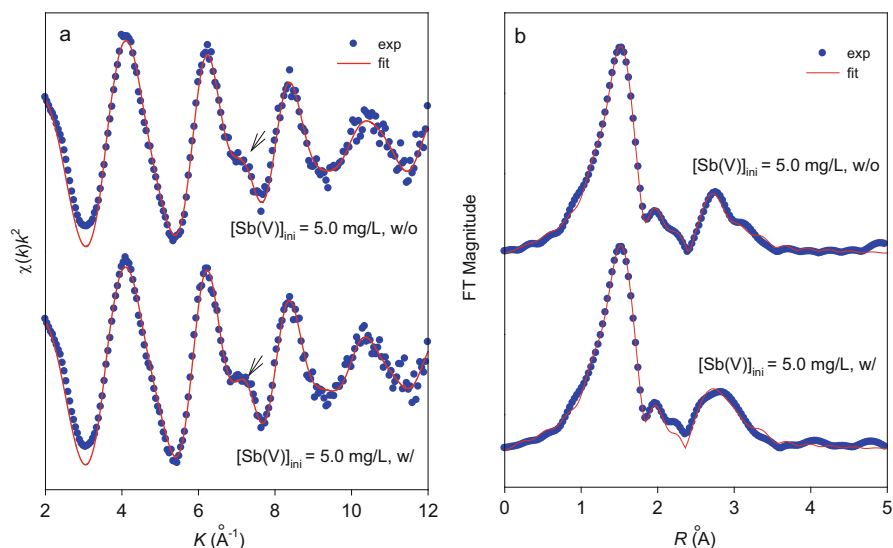 a
exp
fit
[Sb(V)]ini = 5.0 mg/L, w/o
[Sb(V)]ini = 5.0 mg/L, w/
χ(k)k²
2 4 6 8 10 12
K (Å⁻¹)
b
exp
fit
[Sb(V)]ini = 5.0 mg/L, w/o
[Sb(V)]ini = 5.0 mg/L, w/
FT Magnitude
0 1 2 3 4 5
R (Å)